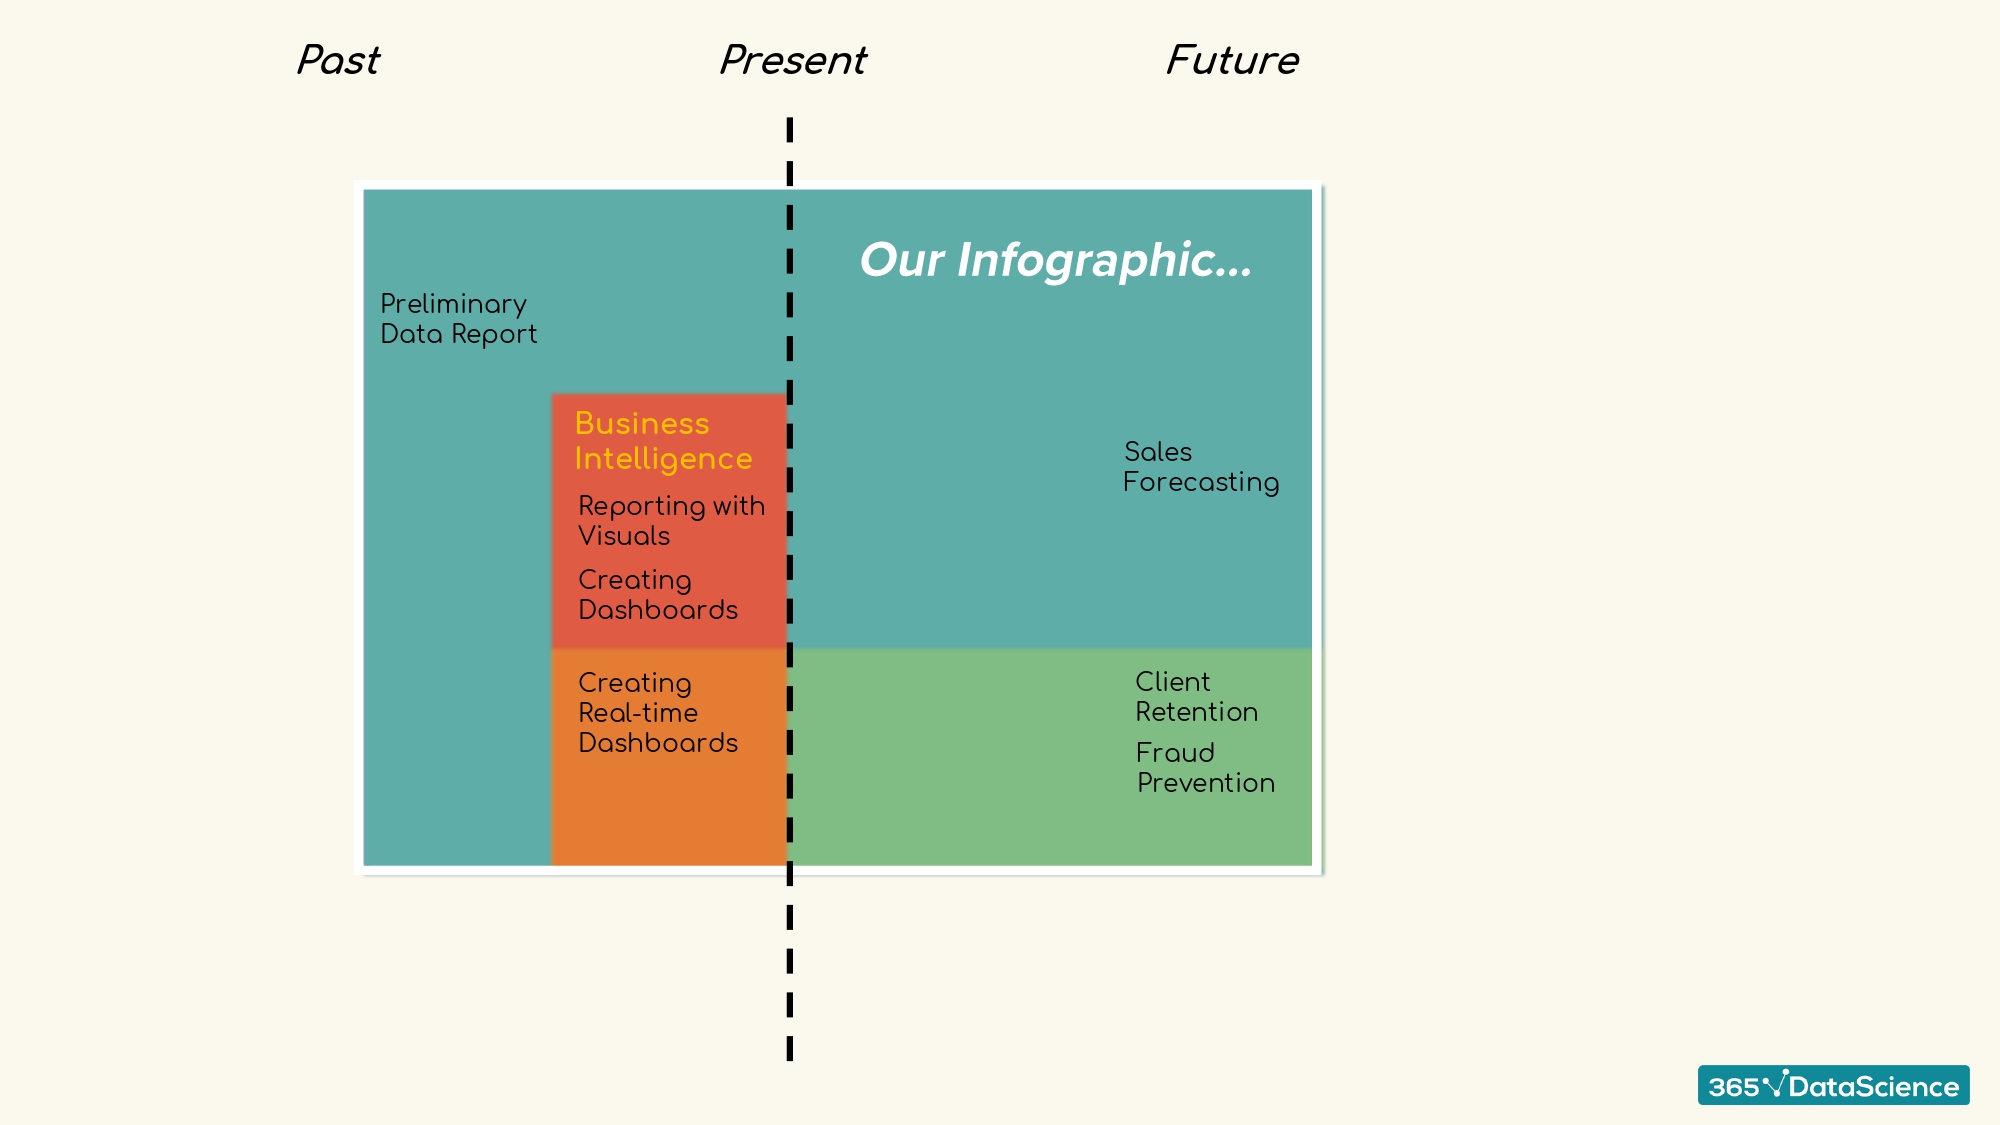 Past
Present
Future
Our Infographic...
Preliminary
Data Report
Business
Intelligence
Reporting with
Visuals
Creating
Dashboards
Sales
Forecasting
Creating
Real-time
Dashboards
Client
Retention
Fraud
Prevention
365 DataScience